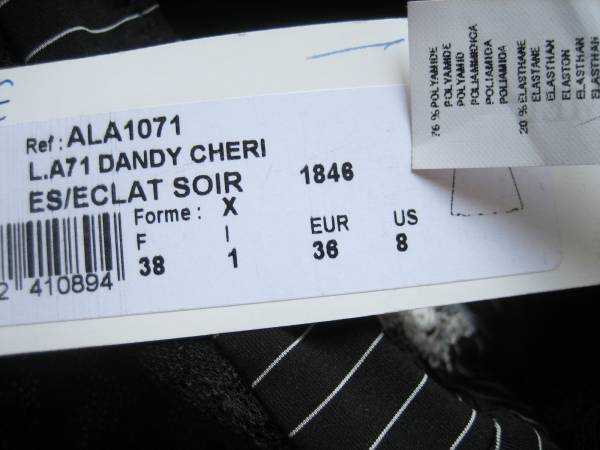 Ref : ALA1071
L.A71 DANDY CHERI
ES/ECLAT SOIR
1846
Forme : X
F I EUR US
38 1 36 8
2 410894
76 % POLYAMIDE
POLYAMIDE
POLYAMID
POLIAMMIDICA
POLIAMIDA
POLIAMIDA
20 % ELASTHANE
ELASTANE
ELASTHAN
ELASTON
ELASTHAN
ELASTHAN